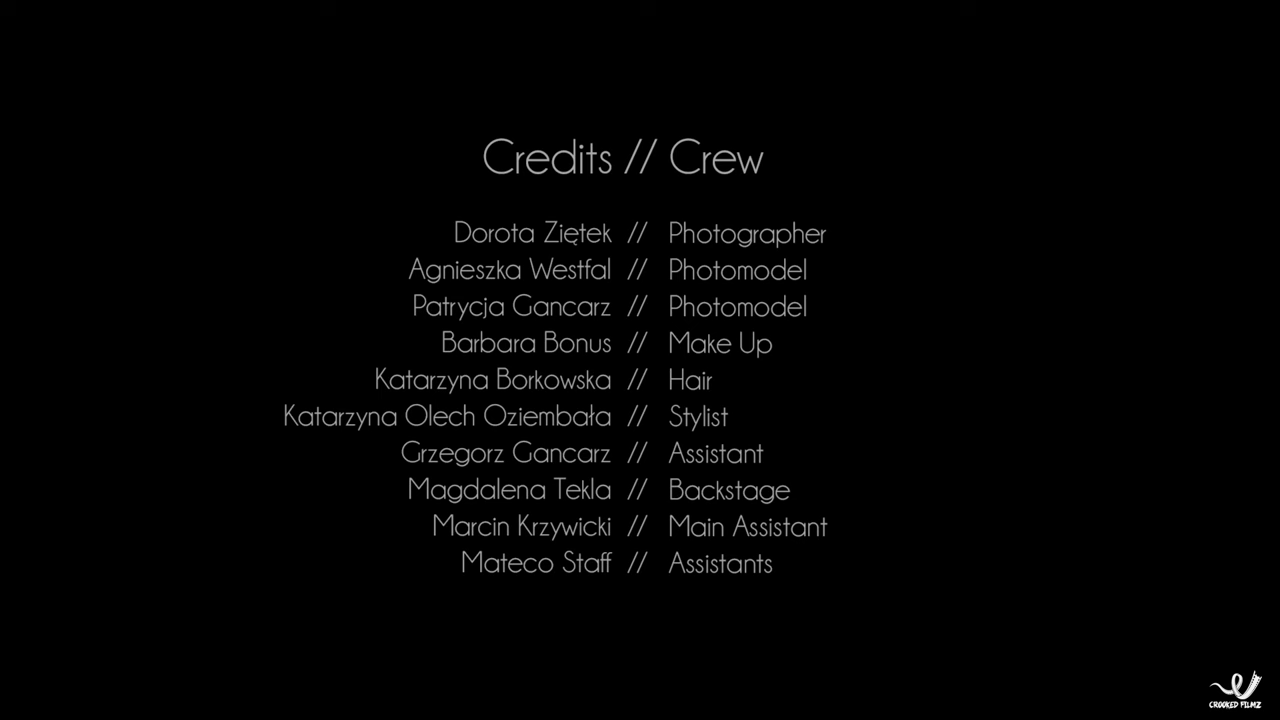 Credits // Crew
Dorota Ziętek // Photographer
Agnieszka Westfal // Photomodel
Patrycja Gancarz // Photomodel
Barbara Bonus // Make Up
Katarzyna Borkowska // Hair
Katarzyna Olech Oziembała // Stylist
Grzegorz Gancarz // Assistant
Magdalena Tekla // Backstage
Marcin Krzywicki // Main Assistant
Mateco Staff // Assistants
CROOKED FILMZ